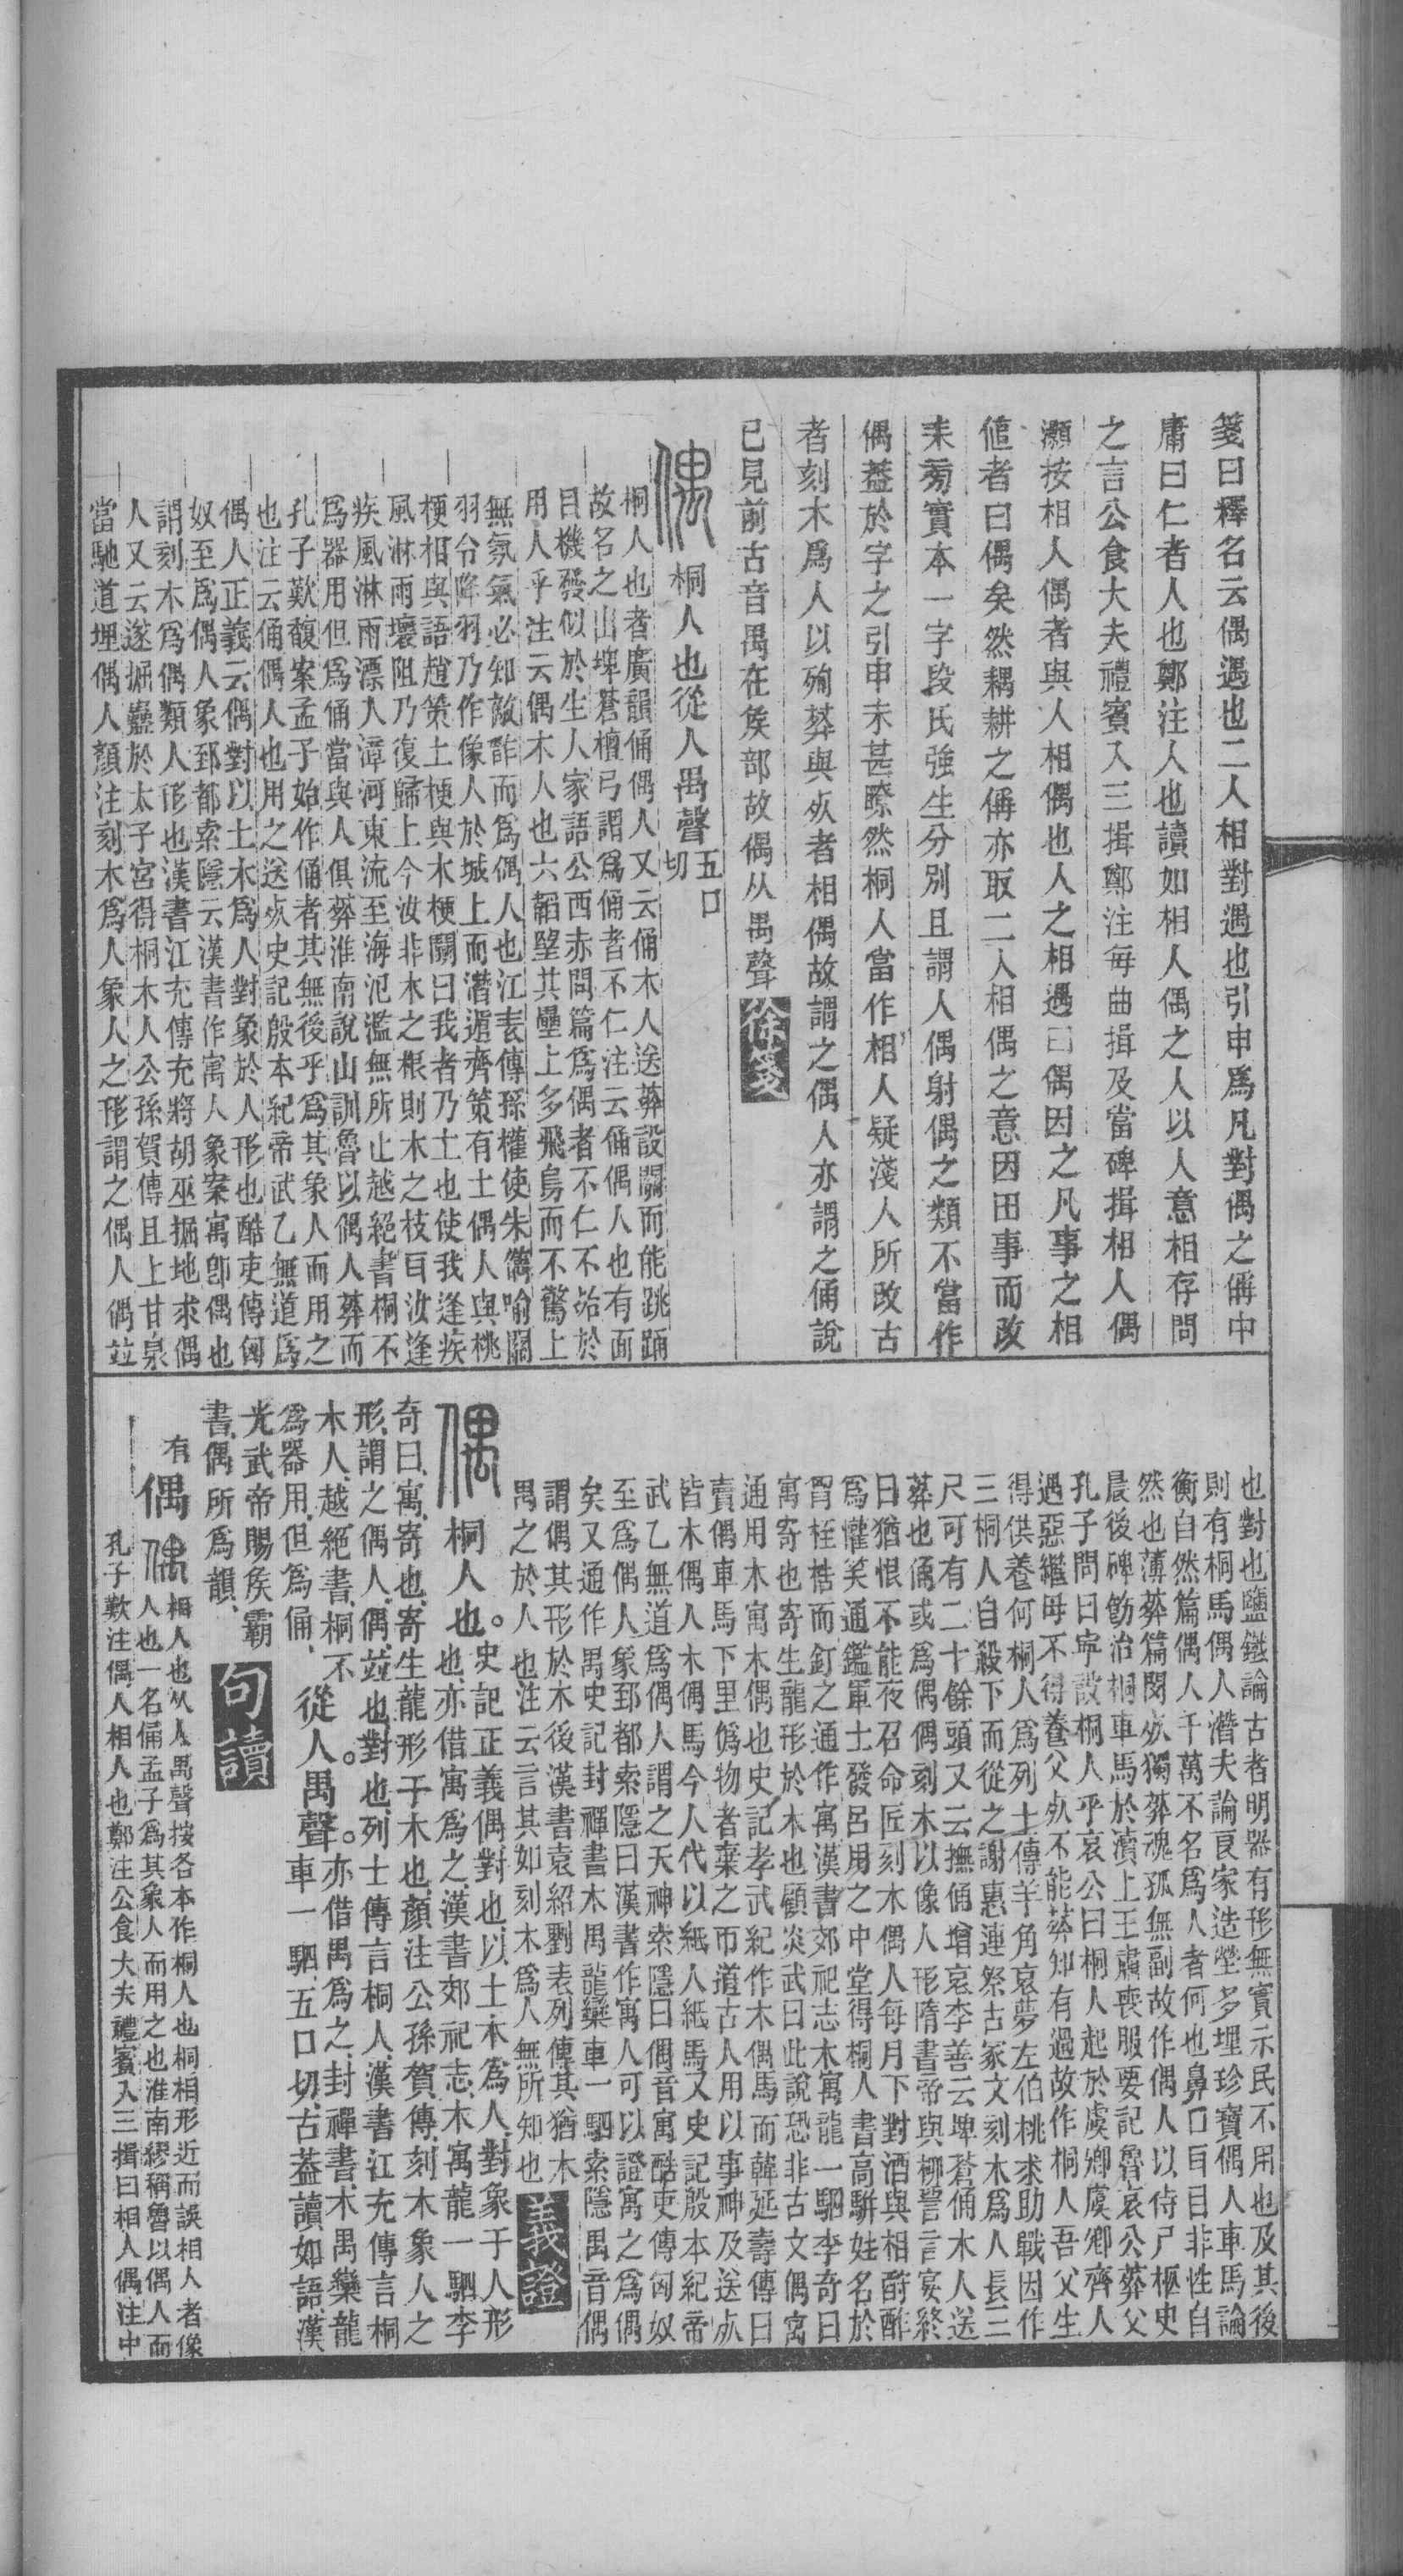 箋曰釋名云偶遇也二人相對遇也引申爲凡對偶之偁中
庸曰仁者人也鄭注人也讀如相人偶之人以人意相存問
之言公食大夫禮賓入三揖鄭注每曲揖及當碑揖相人偶
灝按相人偶者與人相偶也人之相遇曰偶因之凡事之相
値者曰偶矣然耦耕之偁亦取二人相偶之意因田事而改
耒旁實本一字段氏強生分別且謂人偶射偶之類不當作
偶葢於字之引申未甚瞭然桐人當作相人疑淺人所改古
者刻木爲人以殉葬與㱙者相偶故謂之偶人亦謂之俑說
已見前古音禺在矦部故偶从禺聲 徐箋
偶 桐人也從人禺聲五口切
桐人也者廣韻俑偶人又云俑木人送葬設關而能跳踊
故名之出埤蒼檀弓謂爲俑者不仁注云俑偶人也有面
目機發似於生人家語公西赤問篇爲偶者不仁不殆於
用人乎注云偶木人也六韜望其壘上多飛鳥而不驚上
無氛氣必知敵詐而爲偶人也江表傳孫權使朱㒞喻關
羽令降羽乃作像人於城上而潛遁齊策有土偶人與桃
梗相與語趙策土梗與木梗鬭曰我者乃土也使我逢疾
風淋雨壞阻乃復歸上今汝非木之根則木之枝目汝逢
疾風淋雨漂入漳河東流至海氾濫無所止越絕書桐不
爲器用但爲俑當與人俱葬淮南說山訓魯以偶人葬而
孔子歎馥案孟子始作俑者其無後乎爲其象人而用之
也注云俑偶人也用之送㱙史記殷本紀帝武乙無道爲
偶人正義云偶對以土木爲人對象於人形也酷吏傳匈
奴至爲偶人象郅都索隱云漢書作寓人象案寓卽偶也
謂刻木爲偶類人形也漢書江充傳充將胡巫掘地求偶
人又云遂掘蠱於太子宮得桐木人公孫賀傳且上甘泉
當馳道埋偶人顏注刻木爲人象人之形謂之偶人偶竝
也對也鹽鐵論古者明器有形無實示民不用也及其後
則有桐馬偶人潛夫論良家造塋多埋珍寶偶人車馬論
衡自然篇偶人千萬不名爲人者何也鼻口目目非性自
然也薄葬篇閔㱙獨葬魂孤無副故作偶人以侍尸柩史
晨後碑飭治桐車馬於瀆上王肅喪服要記魯哀公葬父
孔子問曰寧設桐人乎哀公曰桐人起於虞卿虞卿齊人
遇惡繼母不得養父㱙不能葬知有過故作桐人吾父生
得供養何桐人爲列士傳羊角哀夢左伯桃求助戰因作
三桐人自殺下而從之謝惠連祭古冢文刻木爲人長三
尺可有二十餘頭又云撫俑增哀李善云埤蒼俑木人送
葬也俑或爲偶偶刻木以像人形隋書帝與柳䛒言宴終
日猶恨不能夜召命匠刻木偶人每月下對酒與相酧酢
爲懽笑通鑑軍士發呂用之中堂得桐人書高駢姓名於
胷桎梏而釘之通作寓漢書郊祀志木寓龍一駟李奇曰
寓寄也寄生龍形於木也顧炎武曰此說恐非古文偶寓
通用木寓木偶也史記孝武紀作木偶馬而韓延壽傳曰
賣偶車馬下里僞物者棄之市道古人用以事神及送㱙
皆木偶人木偶馬今人代以紙人紙馬又史記殷本紀帝
武乙無道爲偶人謂之天神索隱曰偶音寓酷吏傳匈奴
至爲偶人象郅都索隱曰漢書作寓人可以證寓之爲偶
矣又通作禺史記封禪書木禺龍欒車一駟索隱禺音偶
謂偶其形於木後漢書袁紹劉表列傳其猶木
禺之於人也注云言其如刻木爲人無所知也 義證
偶 桐人也。史記正義偶對也、以土木爲人、對象于人形
也、亦借寓爲之、漢書郊祀志、木寓龍一駟、李
奇曰、寓、寄也、寄生龍形于木也、顏注公孫賀傳、刻木象人之
形、謂之偶人、偶、竝也、對也、列士傳言桐人、漢書江充傳言桐
木人、越絕書、桐不
爲器用、但爲俑、 從人。禺聲。亦借禺爲之、封禪書、木禺欒龍
車一駟、五口切、古葢讀如語、漢
光武帝賜矦霸
書、偶所爲韻、 句讀
有偶 偶 相人也从人禺聲按各本作桐人也桐相形近而誤相人者像
人也一名俑孟子爲其象人而用之也淮南繆稱魯以偶人而
孔子歎注偶人相人也鄭注公食大夫禮賓入三揖曰相人偶注中